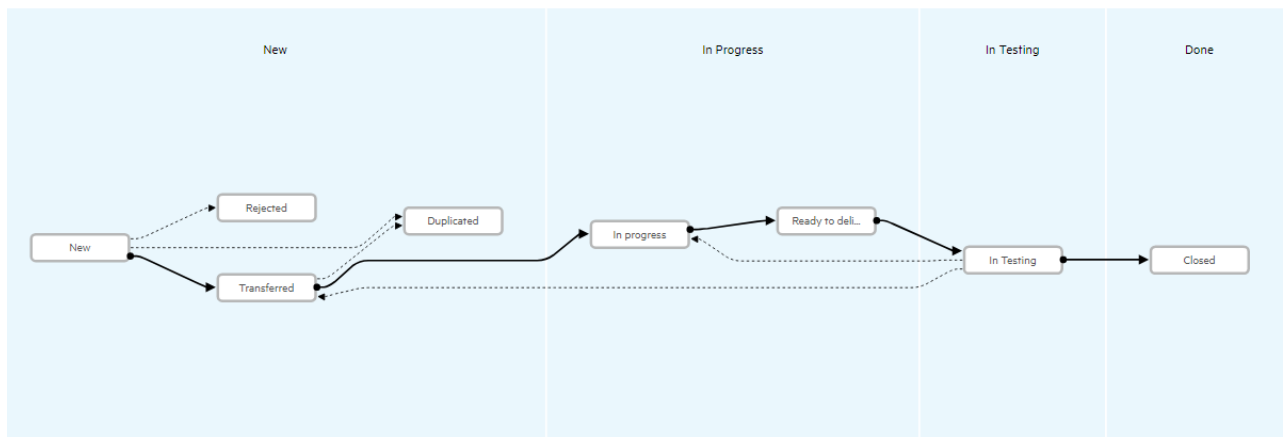 New
In Progress
In Testing
Done
Rejected
Duplicated
Ready to deli...
In progress
New
In Testing
Closed
Transferred